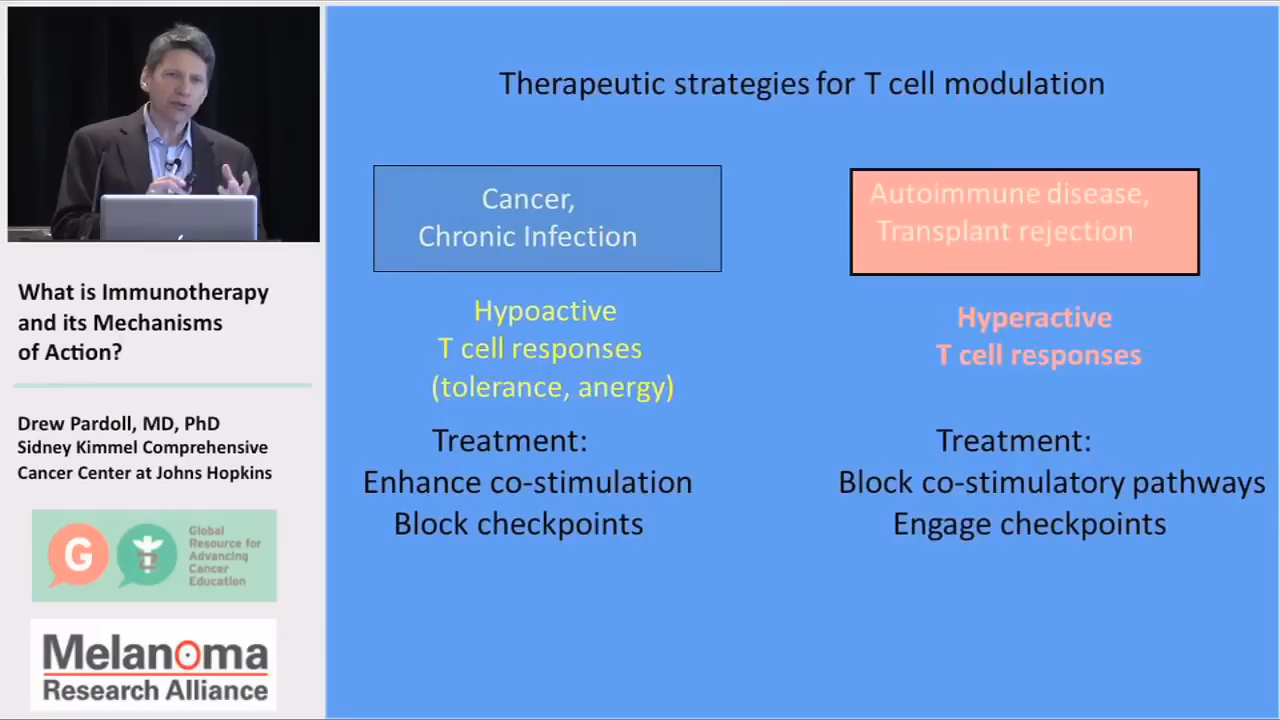 What is Immunotherapy
and its Mechanisms
of Action?
Drew Pardoll, MD, PhD
Sidney Kimmel Comprehensive
Cancer Center at Johns Hopkins
G
Global
Resource for
Advancing
Cancer
Education
Melanoma
Research Alliance
Therapeutic strategies for T cell modulation
Cancer,
Chronic Infection
Hypoactive
T cell responses
(tolerance, anergy)
Treatment:
Enhance co-stimulation
Block checkpoints
Autoimmune disease,
Transplant rejection
Hyperactive
T cell responses
Treatment:
Block co-stimulatory pathways
Engage checkpoints